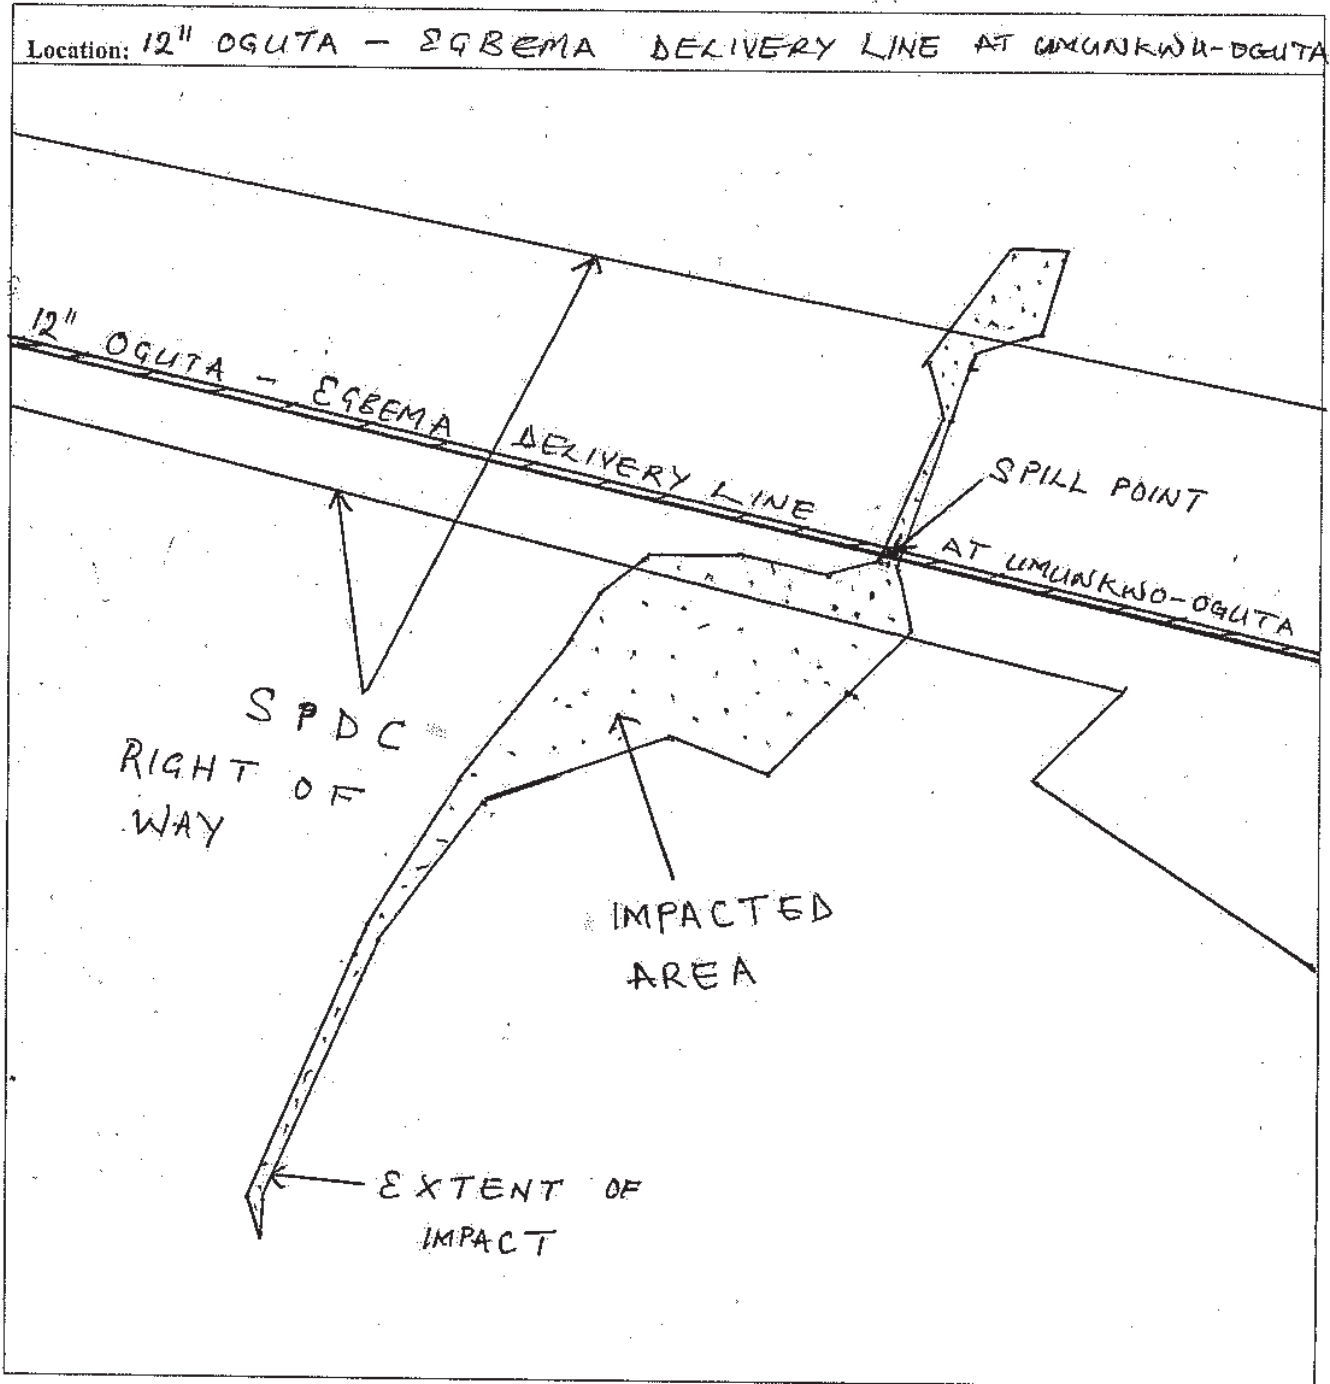 Location: 12" OGUTA - EGBEMA DELIVERY LINE AT UMUNKWU-OGUTA
12" OGUTA - EGBEMA DELIVERY LINE
SPILL POINT
AT UMUNKWO-OGUTA
SPDC
RIGHT OF
WAY
IMPACTED
AREA
EXTENT OF
IMPACT